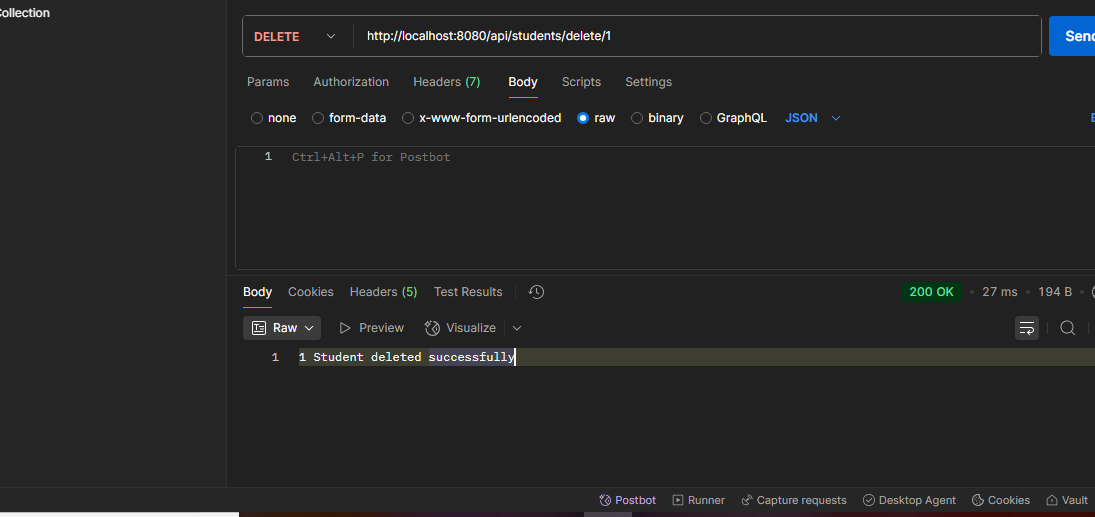 Collection
DELETE http://localhost:8080/api/students/delete/1 Send
Params Authorization Headers (7) Body Scripts Settings
none form-data x-www-form-urlencoded raw binary GraphQL JSON
1 Ctrl+Alt+P for Postbot
Body Cookies Headers (5) Test Results 200 OK • 27 ms • 194 B •
Raw Preview Visualize
1 1 Student deleted successfully
Postbot Runner Capture requests Desktop Agent Cookies Vault